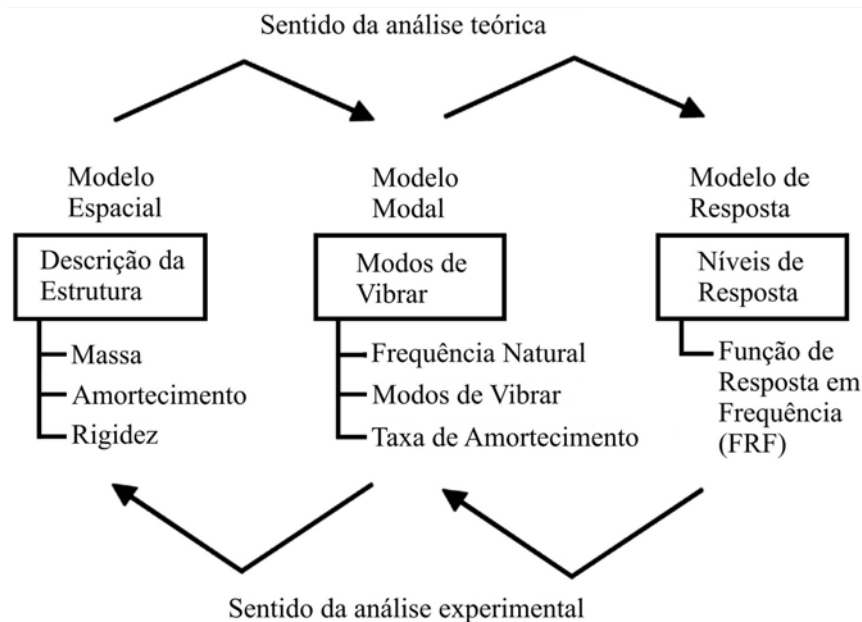 Sentido da análise teórica
Modelo
Espacial
Descrição da
Estrutura
Massa
Amortecimento
Rigidez
Modelo
Modal
Modos de
Vibrar
Frequência Natural
Modos de Vibrar
Taxa de Amortecimento
Modelo de
Resposta
Níveis de
Resposta
Função de
Resposta em
Frequência
(FRF)
Sentido da análise experimental